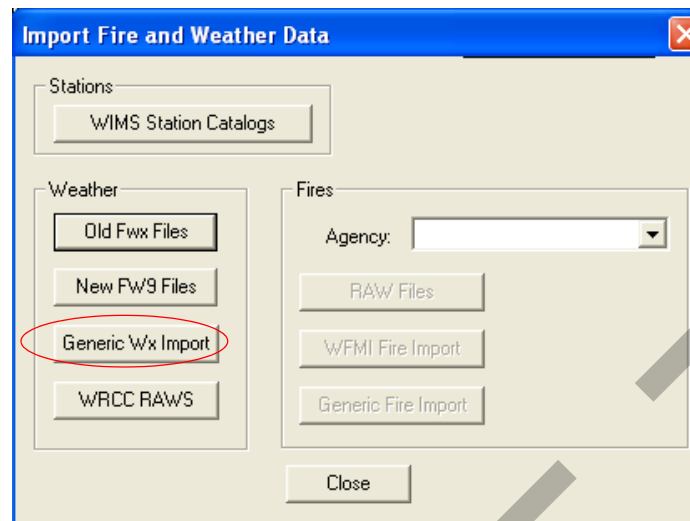 Import Fire and Weather Data
Stations
WIMS Station Catalogs
Weather
Old Fwx Files
New FW9 Files
Generic Wx Import
WRCC RAWS
Fires
Agency:
RAW Files
WFMI Fire Import
Generic Fire Import
Close